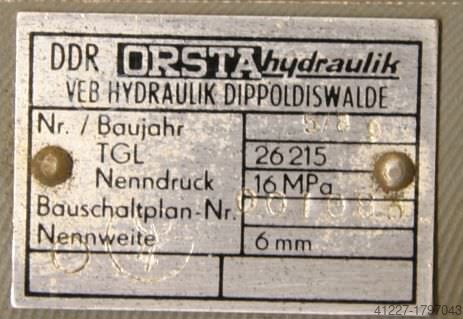 DDR ORSTA hydraulik
VEB HYDRAULIK DIPPOLDISWALDE
Nr. / Baujahr
TGL 26 215
Nenndruck 16 MPa
Bauschaltplan-Nr.
Nennweite 6 mm
41227-1797043